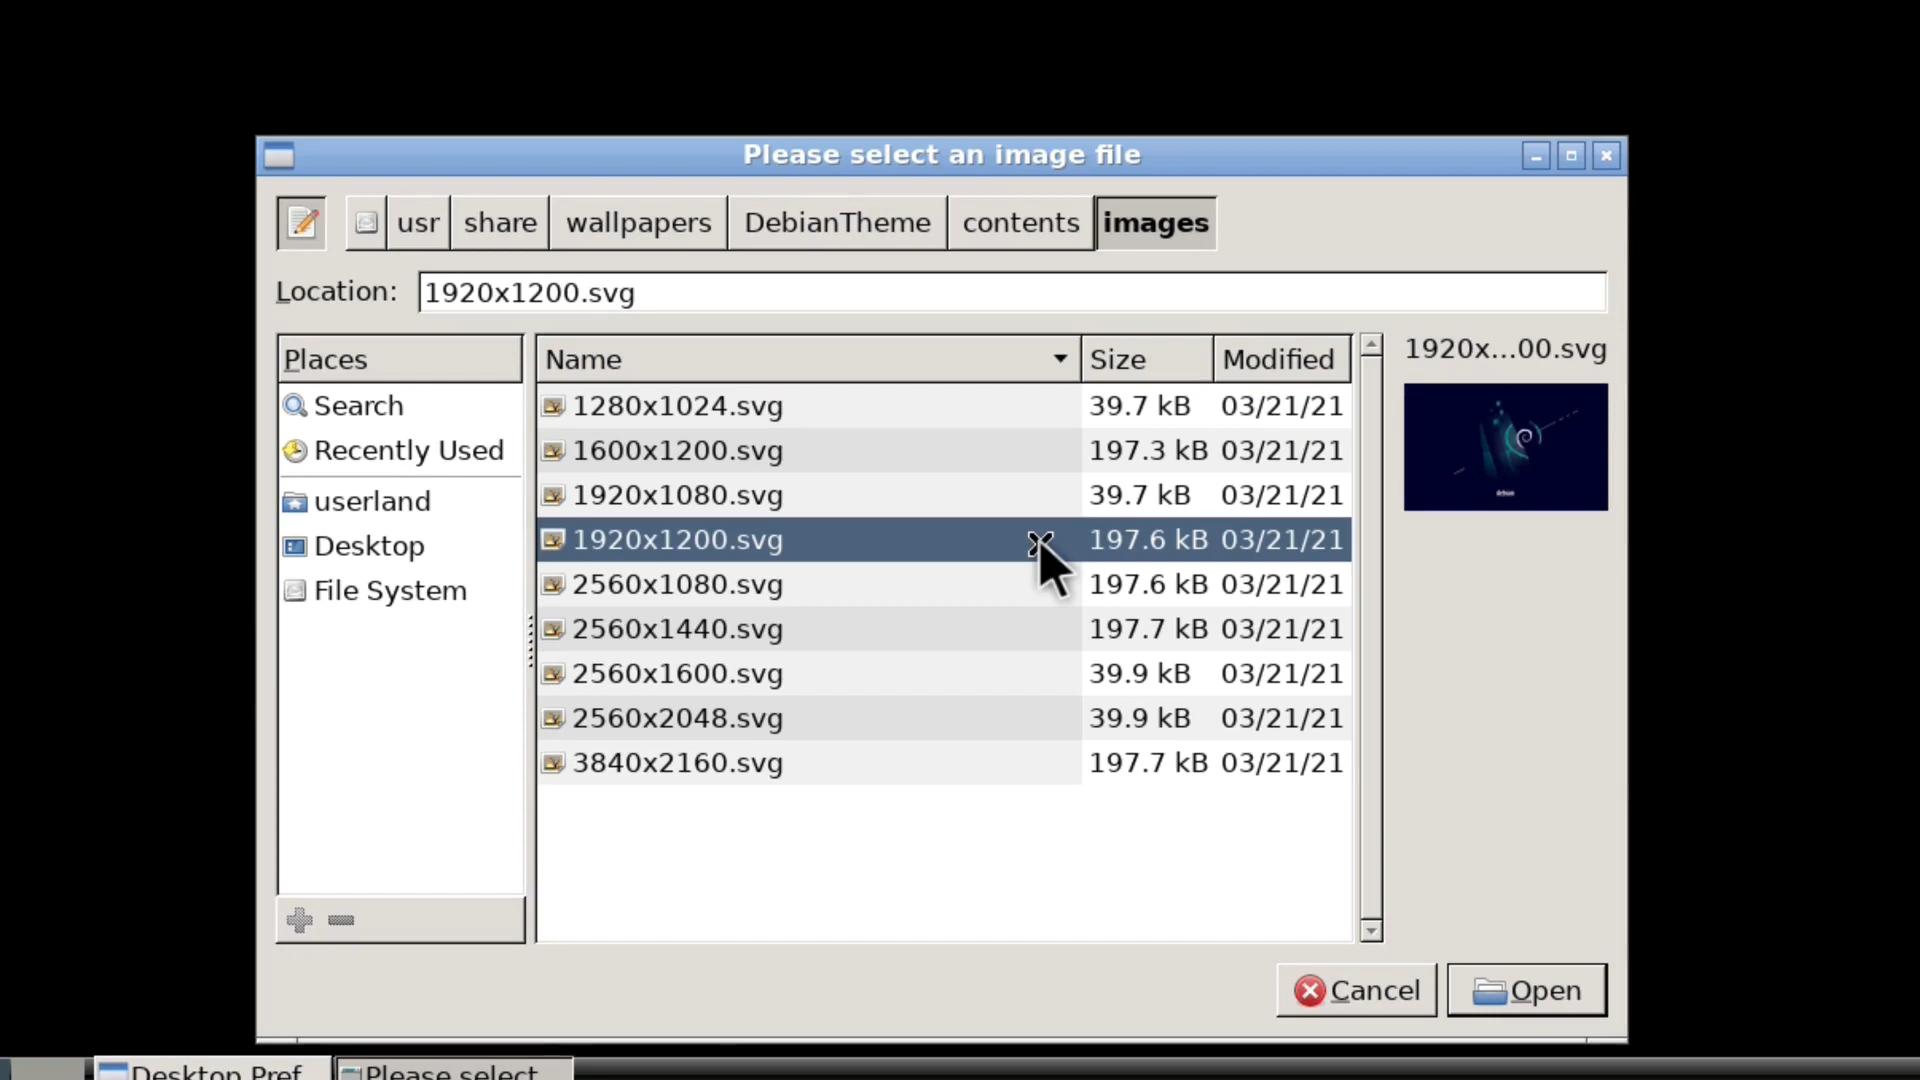 Please select an image file
usr share wallpapers DebianTheme contents images
Location: 1920x1200.svg
Places
Search
Recently Used
userland
Desktop
File System
Name Size Modified
1280x1024.svg 39.7 kB 03/21/21
1600x1200.svg 197.3 kB 03/21/21
1920x1080.svg 39.7 kB 03/21/21
1920x1200.svg 197.6 kB 03/21/21
2560x1080.svg 197.6 kB 03/21/21
2560x1440.svg 197.7 kB 03/21/21
2560x1600.svg 39.9 kB 03/21/21
2560x2048.svg 39.9 kB 03/21/21
3840x2160.svg 197.7 kB 03/21/21
1920x...00.svg
debian
Cancel Open
Desktop Pref... Please select ...